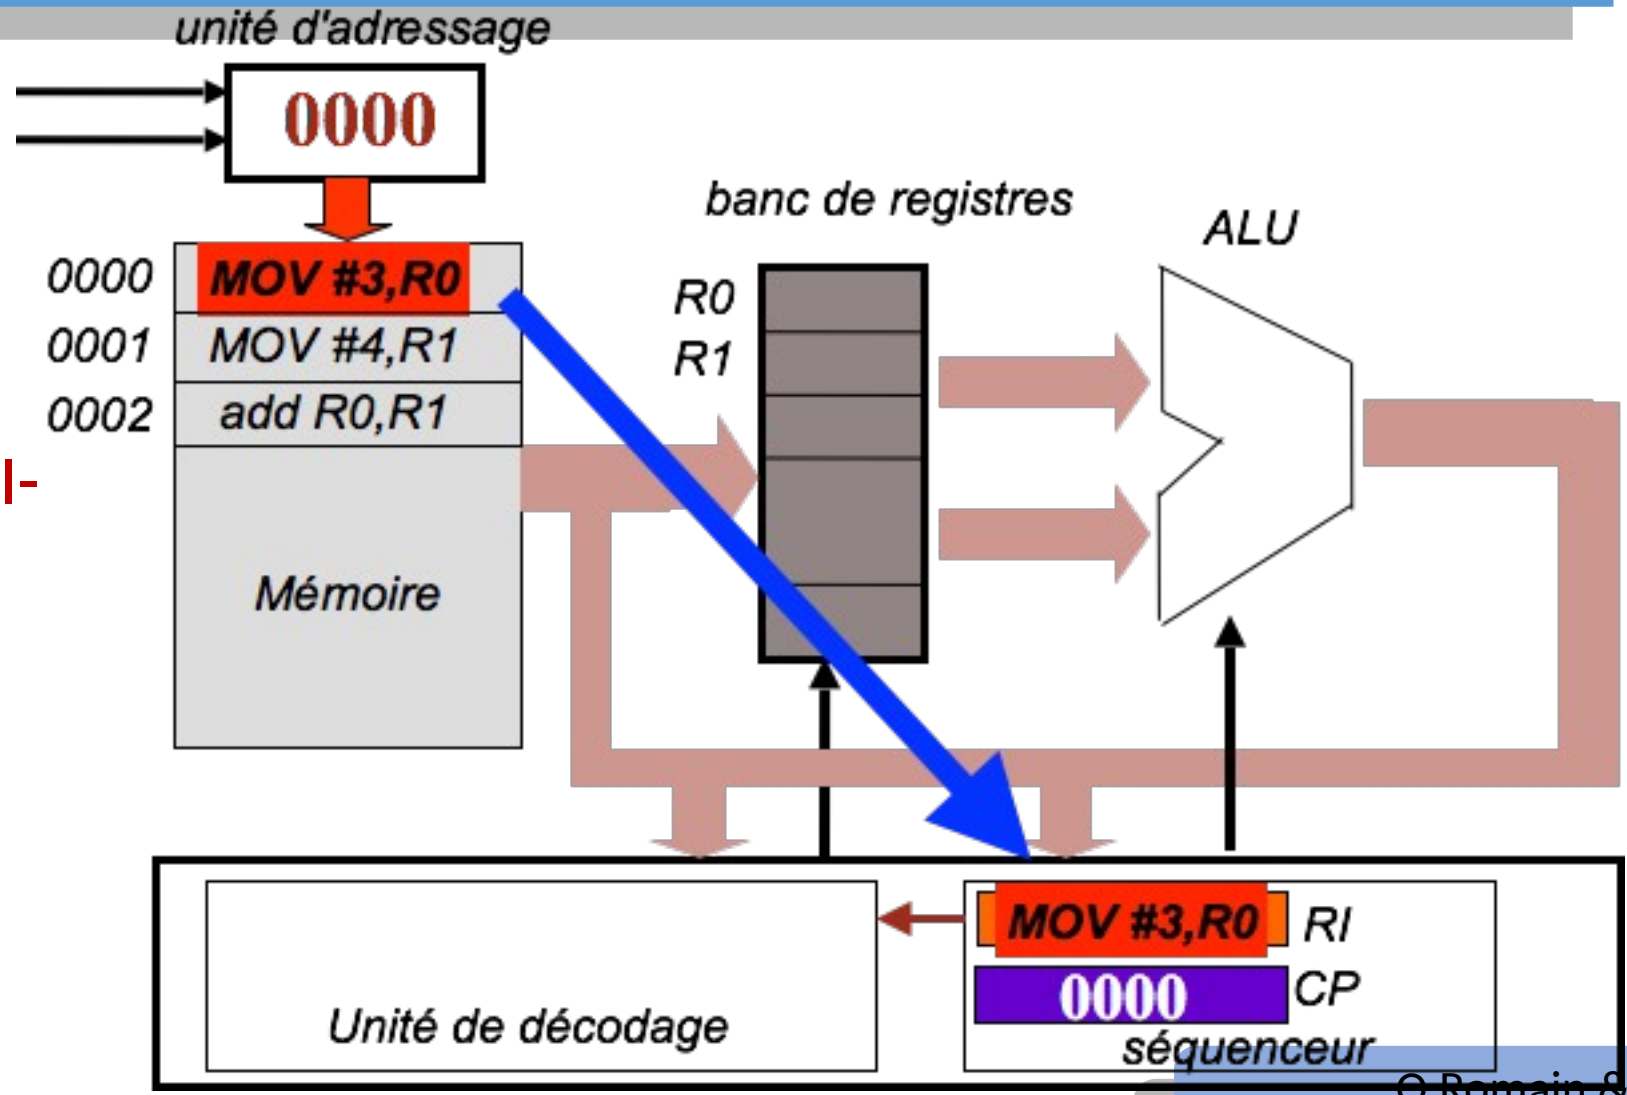 unité d'adressage
0000
banc de registres
ALU
0000 MOV #3,R0
0001 MOV #4,R1
0002 add R0,R1
R0
R1
I-
Mémoire
MOV #3,R0 RI
0000 CP
Unité de décodage
séquenceur
O Romain &